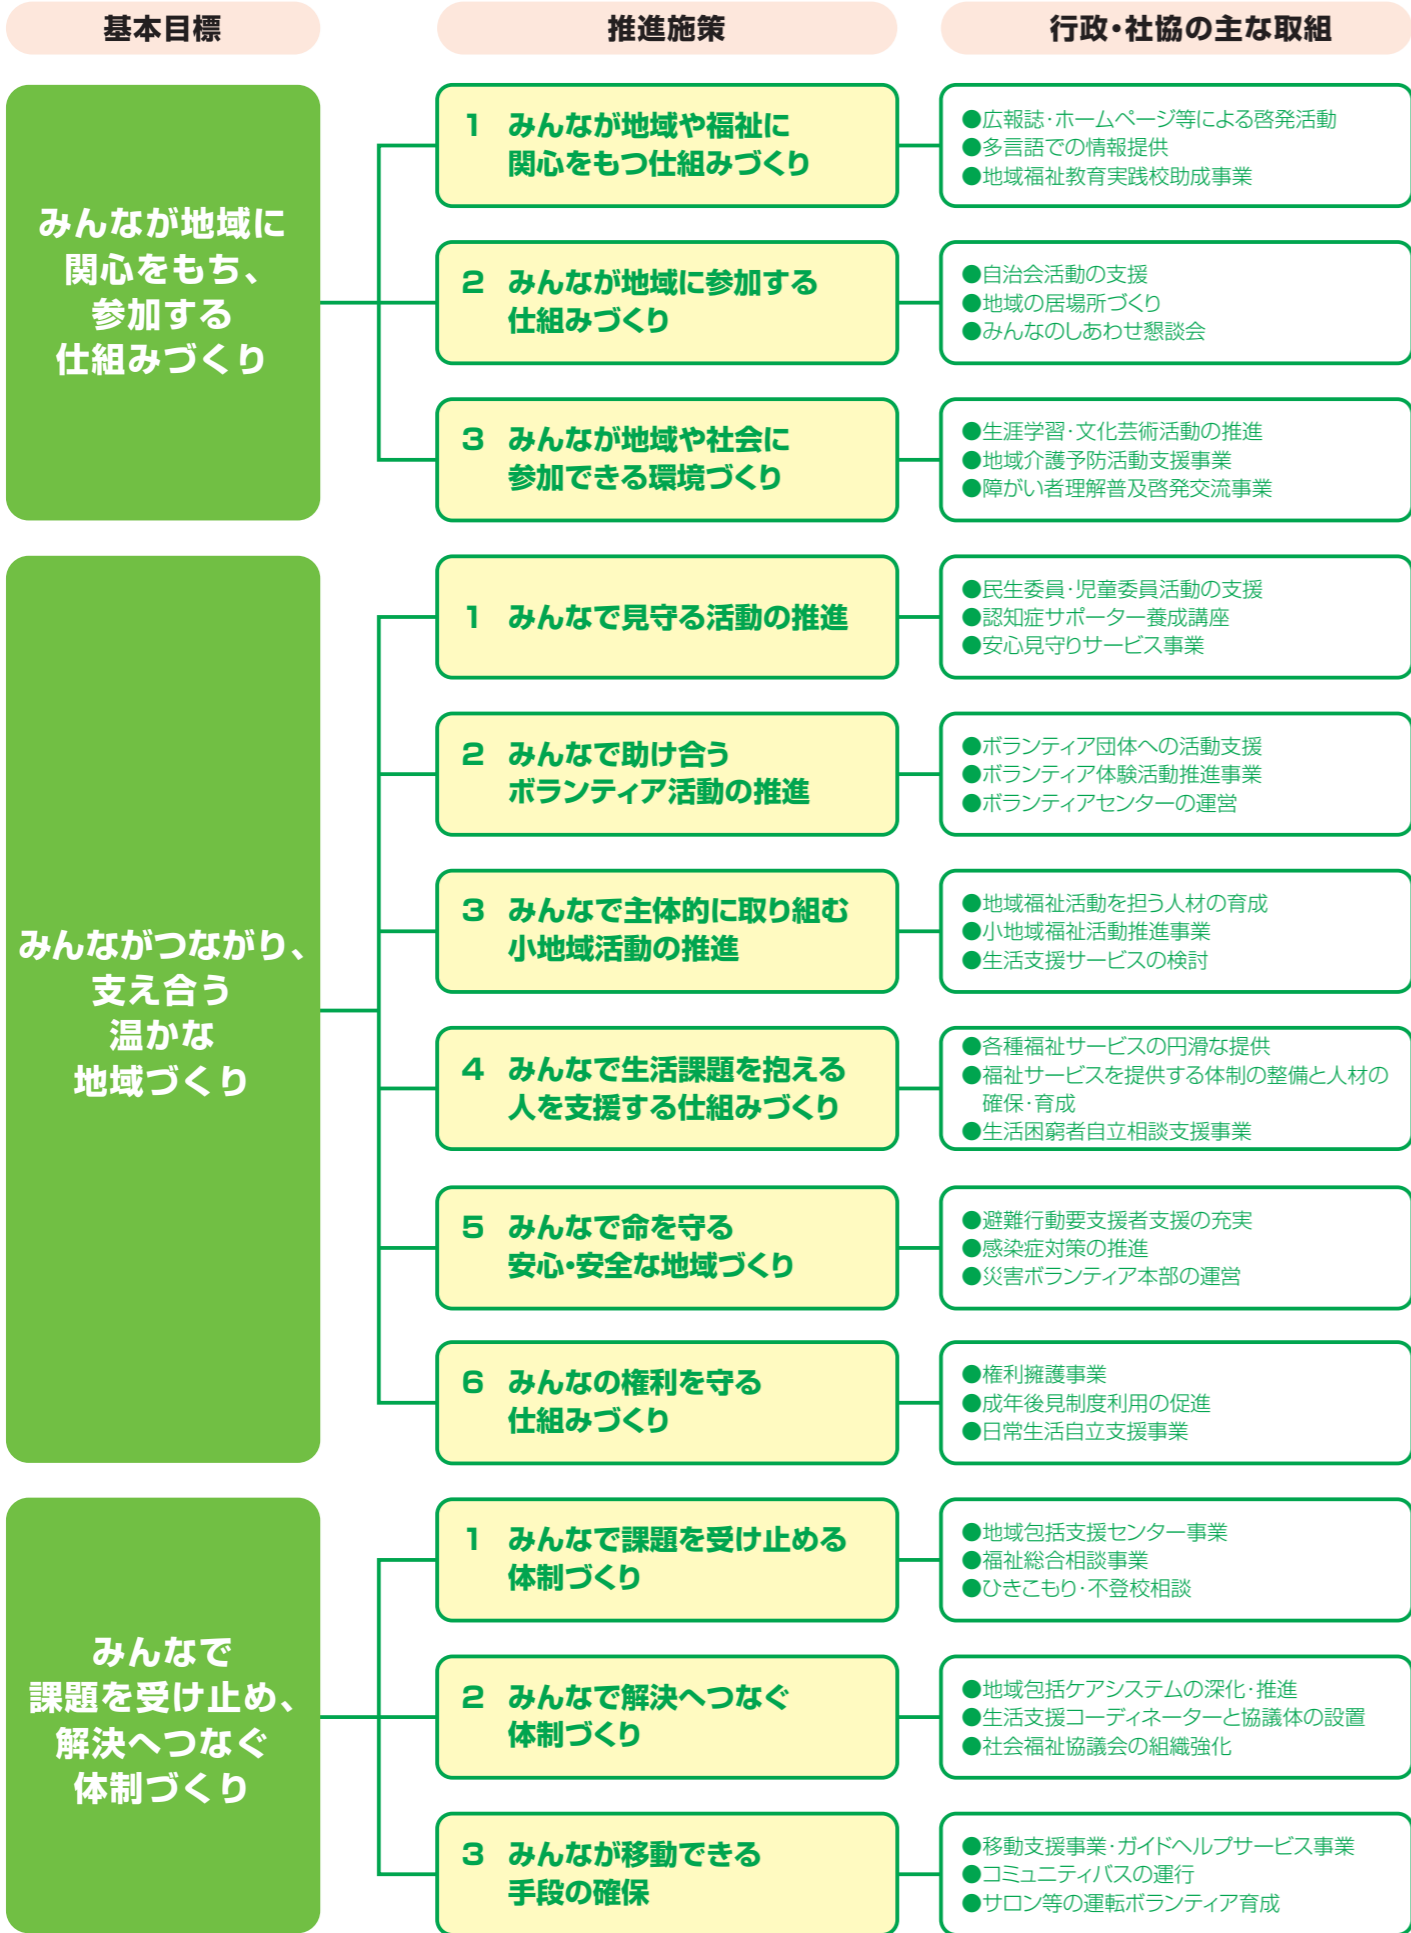 基本目標
推進施策
行政・社協の主な取組
みんなが地域に
関心をもち、
参加する
仕組みづくり
1 みんなが地域や福祉に
関心をもつ仕組みづくり
●広報誌・ホームページ等による啓発活動
●多言語での情報提供
●地域福祉教育実践校助成事業
2 みんなが地域に参加する
仕組みづくり
●自治会活動の支援
●地域の居場所づくり
●みんなのしあわせ懇談会
3 みんなが地域や社会に
参加できる環境づくり
●生涯学習・文化芸術活動の推進
●地域介護予防活動支援事業
●障がい者理解普及啓発交流事業
みんながつながり、
支え合う
温かな
地域づくり
1 みんなで見守る活動の推進
●民生委員・児童委員活動の支援
●認知症サポーター養成講座
●安心見守りサービス事業
2 みんなで助け合う
ボランティア活動の推進
●ボランティア団体への活動支援
●ボランティア体験活動推進事業
●ボランティアセンターの運営
3 みんなで主体的に取り組む
小地域活動の推進
●地域福祉活動を担う人材の育成
●小地域福祉活動推進事業
●生活支援サービスの検討
4 みんなで生活課題を抱える
人を支援する仕組みづくり
●各種福祉サービスの円滑な提供
●福祉サービスを提供する体制の整備と人材の
確保・育成
●生活困窮者自立相談支援事業
5 みんなで命を守る
安心・安全な地域づくり
●避難行動要支援者支援の充実
●感染症対策の推進
●災害ボランティア本部の運営
6 みんなの権利を守る
仕組みづくり
●権利擁護事業
●成年後見制度利用の促進
●日常生活自立支援事業
みんなで
課題を受け止め、
解決へつなぐ
体制づくり
1 みんなで課題を受け止める
体制づくり
●地域包括支援センター事業
●福祉総合相談事業
●ひきこもり・不登校相談
2 みんなで解決へつなぐ
体制づくり
●地域包括ケアシステムの深化・推進
●生活支援コーディネーターと協議体の設置
●社会福祉協議会の組織強化
3 みんなが移動できる
手段の確保
●移動支援事業・ガイドヘルプサービス事業
●コミュニティバスの運行
●サロン等の運転ボランティア育成